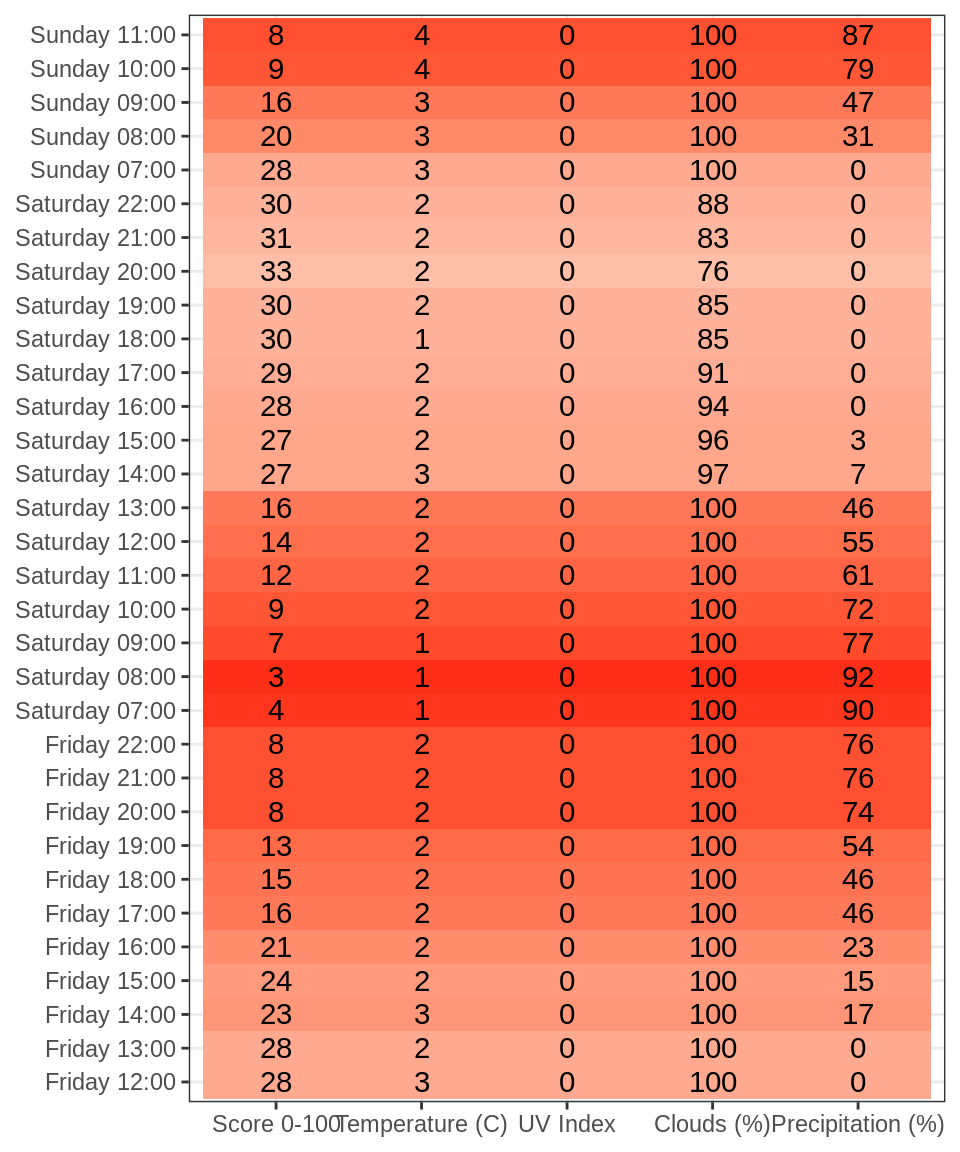 Sunday 11:00 8 4 0 100 87
Sunday 10:00 9 4 0 100 79
Sunday 09:00 16 3 0 100 47
Sunday 08:00 20 3 0 100 31
Sunday 07:00 28 3 0 100 0
Saturday 22:00 30 2 0 88 0
Saturday 21:00 31 2 0 83 0
Saturday 20:00 33 2 0 76 0
Saturday 19:00 30 2 0 85 0
Saturday 18:00 30 1 0 85 0
Saturday 17:00 29 2 0 91 0
Saturday 16:00 28 2 0 94 0
Saturday 15:00 27 2 0 96 3
Saturday 14:00 27 3 0 97 7
Saturday 13:00 16 2 0 100 46
Saturday 12:00 14 2 0 100 55
Saturday 11:00 12 2 0 100 61
Saturday 10:00 9 2 0 100 72
Saturday 09:00 7 1 0 100 77
Saturday 08:00 3 1 0 100 92
Saturday 07:00 4 1 0 100 90
Friday 22:00 8 2 0 100 76
Friday 21:00 8 2 0 100 76
Friday 20:00 8 2 0 100 74
Friday 19:00 13 2 0 100 54
Friday 18:00 15 2 0 100 46
Friday 17:00 16 2 0 100 46
Friday 16:00 21 2 0 100 23
Friday 15:00 24 2 0 100 15
Friday 14:00 23 3 0 100 17
Friday 13:00 28 2 0 100 0
Friday 12:00 28 3 0 100 0
Score 0-100 Temperature (C) UV Index Clouds (%) Precipitation (%)